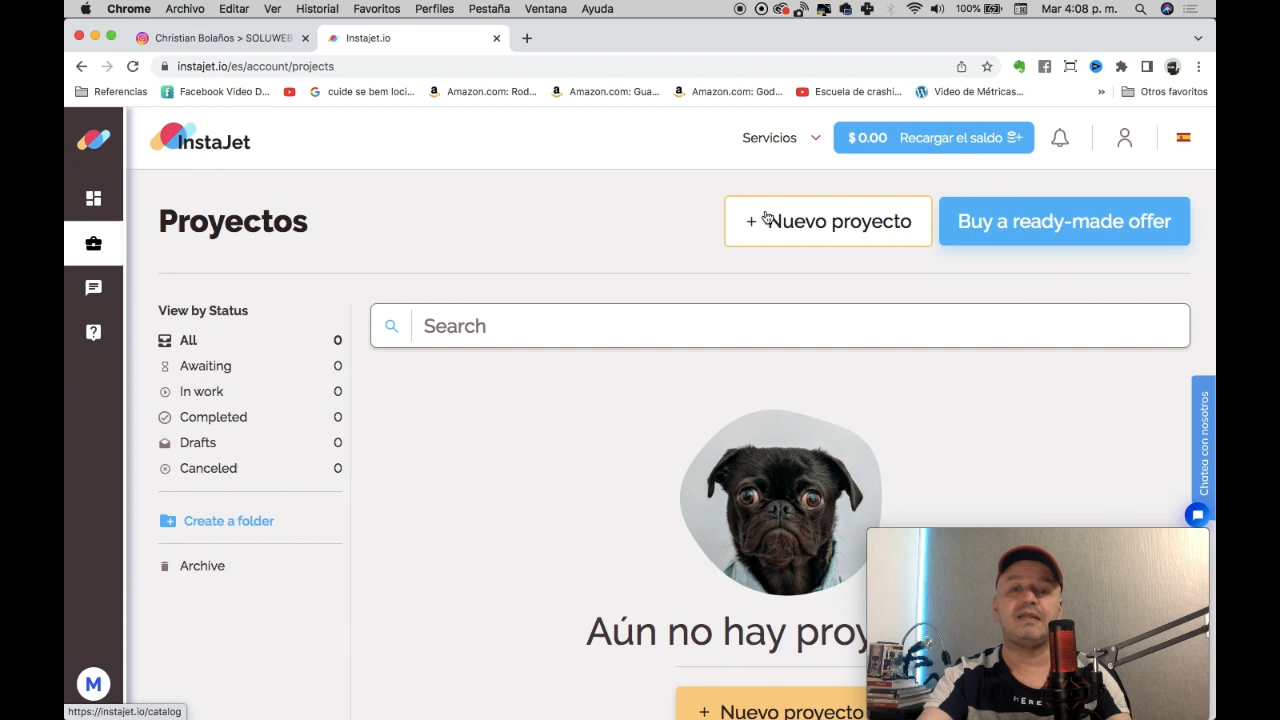 Chrome Archivo Editar Ver Historial Favoritos Perfiles Pestaña Ventana Ayuda 100% Mar 4:08 p. m.
Christian Bolaños > SOLUWEB Instajet.io
instajet.io/es/account/projects
Referencias Facebook Video D... cuide se bem loci... Amazon.com: Rod... Amazon.com: Gua... Amazon.com: God... Escuela de crashi... Video de Métricas... » Otros favoritos
InstaJet Servicios $ 0.00 Recargar el saldo
Proyectos + Nuevo proyecto Buy a ready-made offer
View by Status
Search
All 0
Awaiting 0
In work 0
Completed 0
Drafts 0
Canceled 0
Create a folder
Archive
Chatea con nosotros
Aún no hay proy
+ Nuevo proyecto
M
HERE
https://instajet.io/catalog